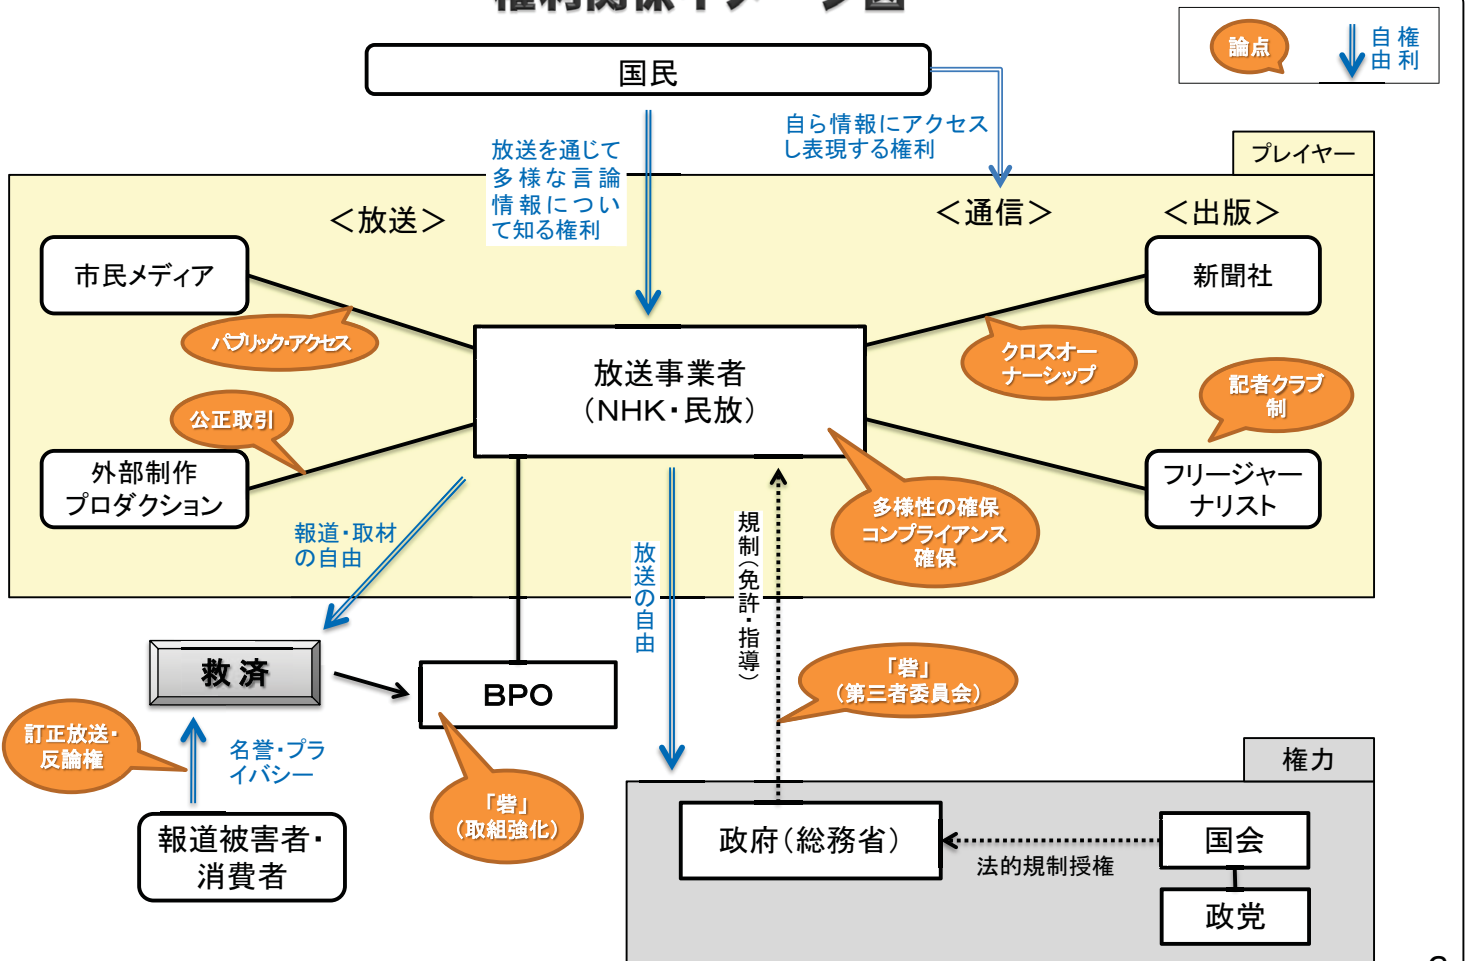 権利関係イメージ図
論点
自 権
由 利
国民
自ら情報にアクセス
し表現する権利
プレイヤー
放送を通じて
多様な言論
情報につい
て知る権利
＜放送＞
＜通信＞
＜出版＞
市民メディア
新聞社
パブリック・アクセス
放送事業者
（NHK・民放）
クロスオー
ナーシップ
記者クラブ
制
公正取引
外部制作
プロダクション
フリージャー
ナリスト
多様性の確保
コンプライアンス
確保
報道・取材
の自由
放送の自由
規制（免許・指導）
救済
BPO
「砦」
（第三者委員会）
訂正放送・
反論権
名誉・プラ
イバシー
権力
「砦」
（取組強化）
報道被害者・
消費者
政府（総務省）
法的規制授権
国会
政党